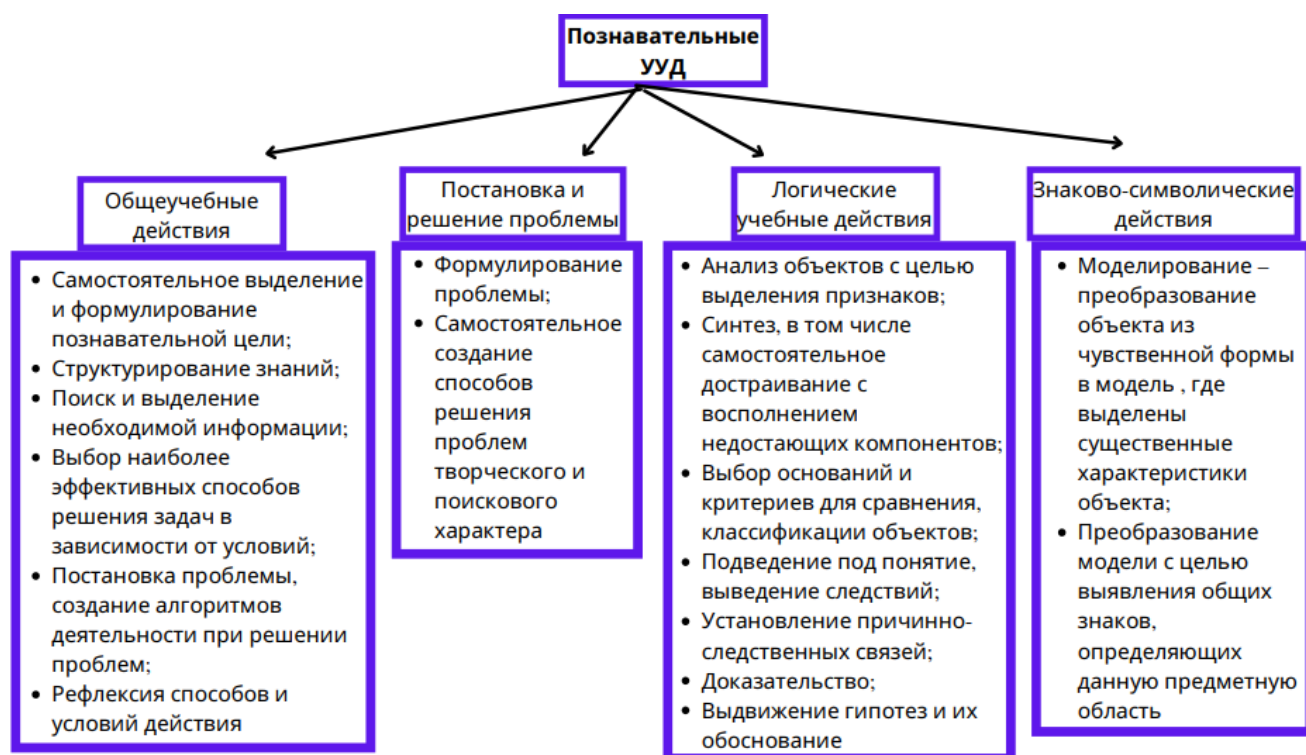 Познавательные
УУД
Общеучебные
действия
Самостоятельное выделение
и формулирование
познавательной цели;
Структурирование знаний;
Поиск и выделение
необходимой информации;
Выбор наиболее
эффективных способов
решения задач в
зависимости от условий;
Постановка проблемы,
создание алгоритмов
деятельности при решении
проблем;
Рефлексия способов и
условий действия
Постановка и
решение проблемы
Формулирование
проблемы;
Самостоятельное
создание
способов
решения
проблем
творческого и
поискового
характера
Логические
учебные действия
Анализ объектов с целью
выделения признаков;
Синтез, в том числе
самостоятельное
достраивание с
восполнением
недостающих компонентов;
Выбор оснований и
критериев для сравнения,
классификации объектов;
Подведение под понятие,
выведение следствий;
Установление причинно-
следственных связей;
Доказательство;
Выдвижение гипотез и их
обоснование
Знаково-символические
действия
Моделирование –
преобразование
объекта из
чувственной формы
в модель , где
выделены
существенные
характеристики
объекта;
Преобразование
модели с целью
выявления общих
знаков,
определяющих
данную предметную
область